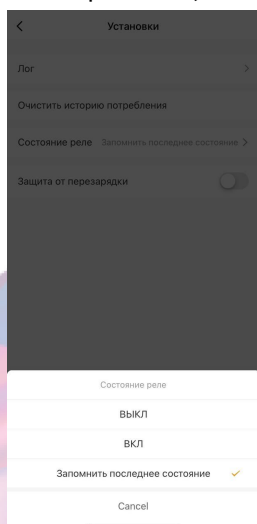 Установки
Лог
Очистить историю потребления
Состояние реле Запомнить последнее состояние
Защита от перезарядки
Состояние реле
ВЫКЛ
ВКЛ
Запомнить последнее состояние
Cancel